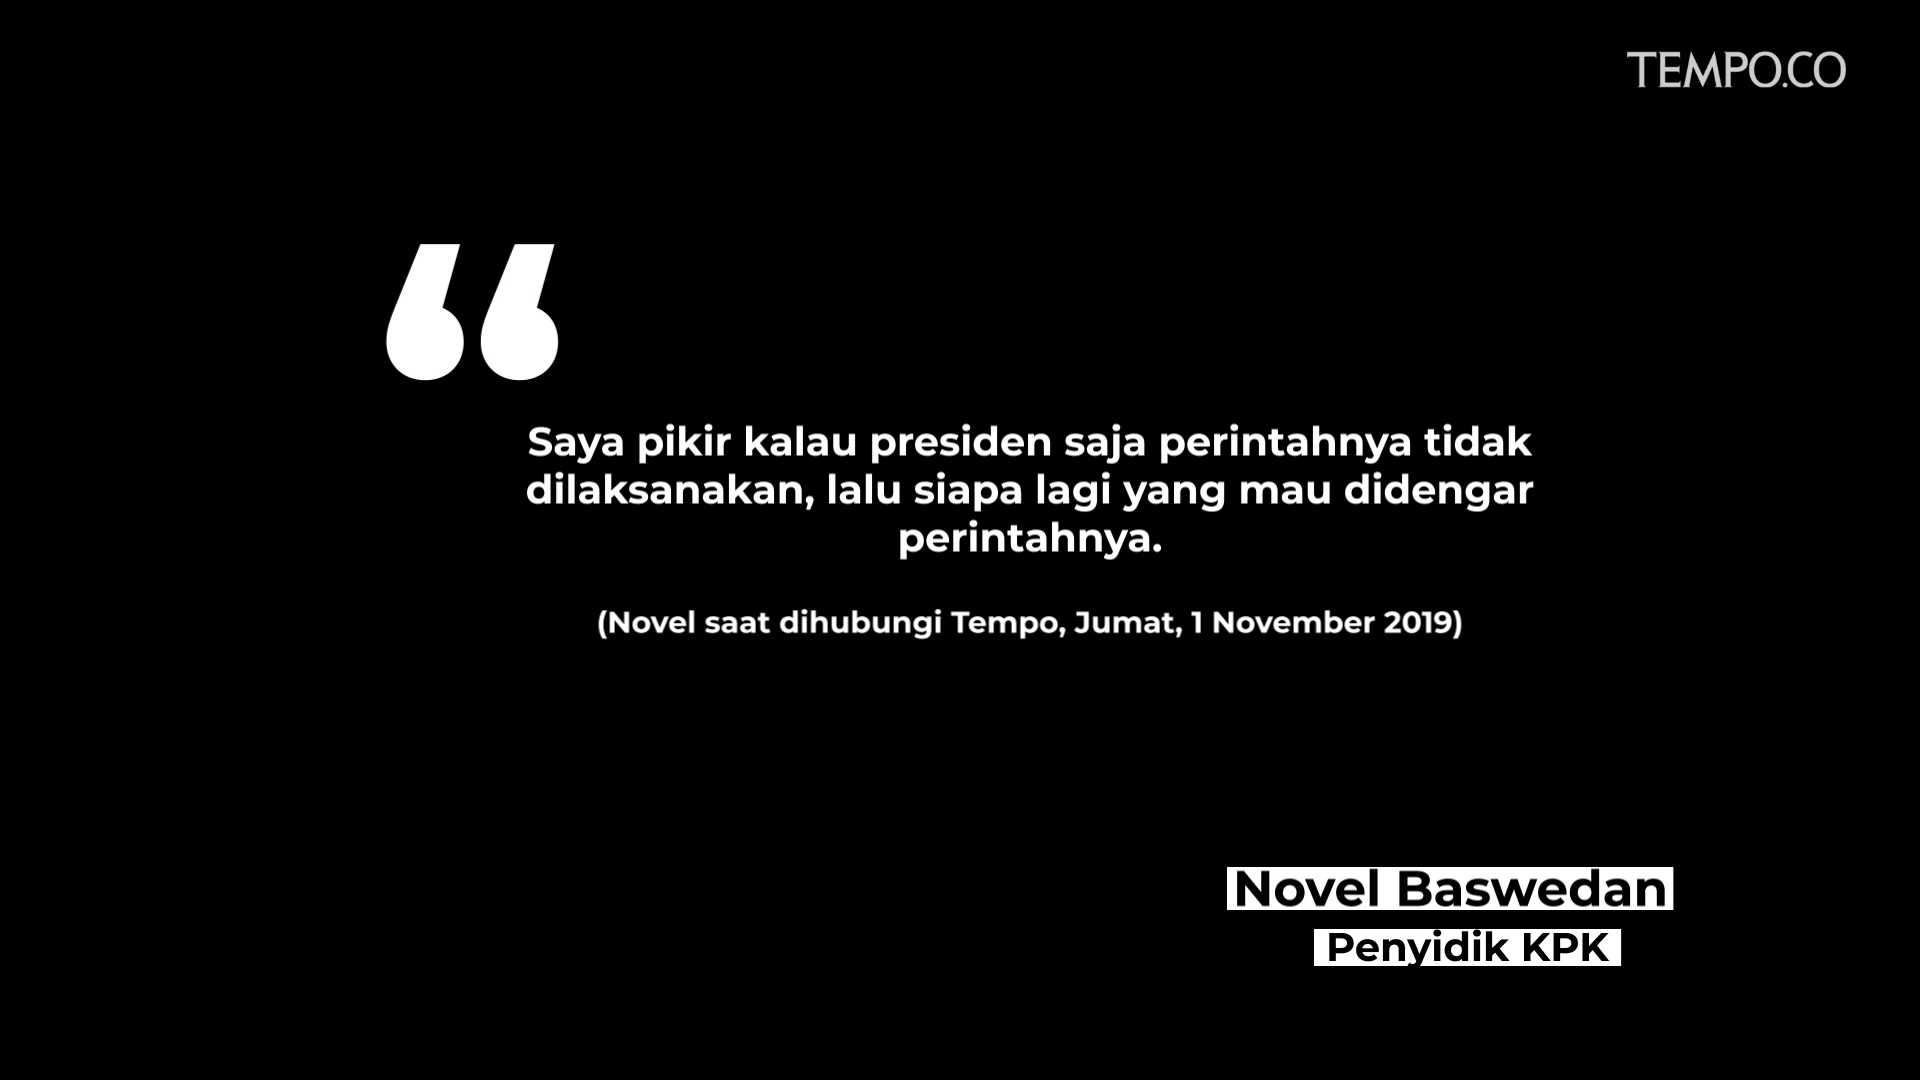 TEMPO.CO
“
Saya pikir kalau presiden saja perintahnya tidak
dilaksanakan, lalu siapa lagi yang mau didengar
perintahnya.
(Novel saat dihubungi Tempo, Jumat, 1 November 2019)
Novel Baswedan
Penyidik KPK